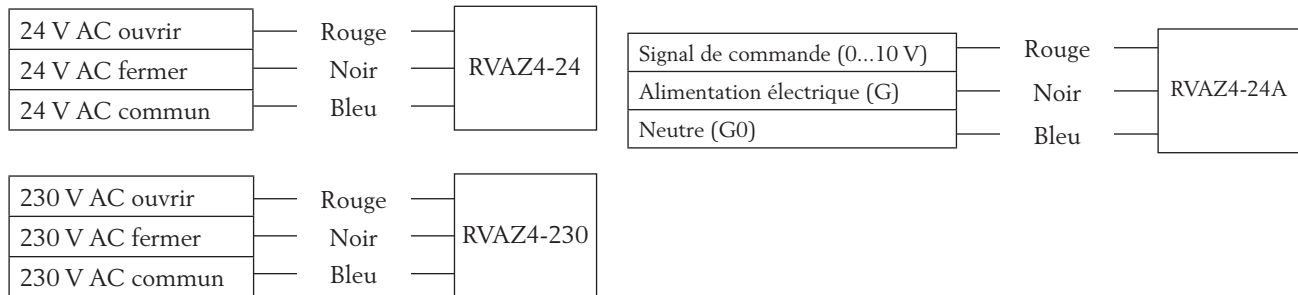 24 V AC ouvrir
Rouge
24 V AC fermer
Noir
24 V AC commun
Bleu
RVAZ4-24
Signal de commande (0...10 V)
Rouge
Alimentation électrique (G)
Noir
Neutre (G0)
Bleu
RVAZ4-24A
230 V AC ouvrir
Rouge
230 V AC fermer
Noir
230 V AC commun
Bleu
RVAZ4-230